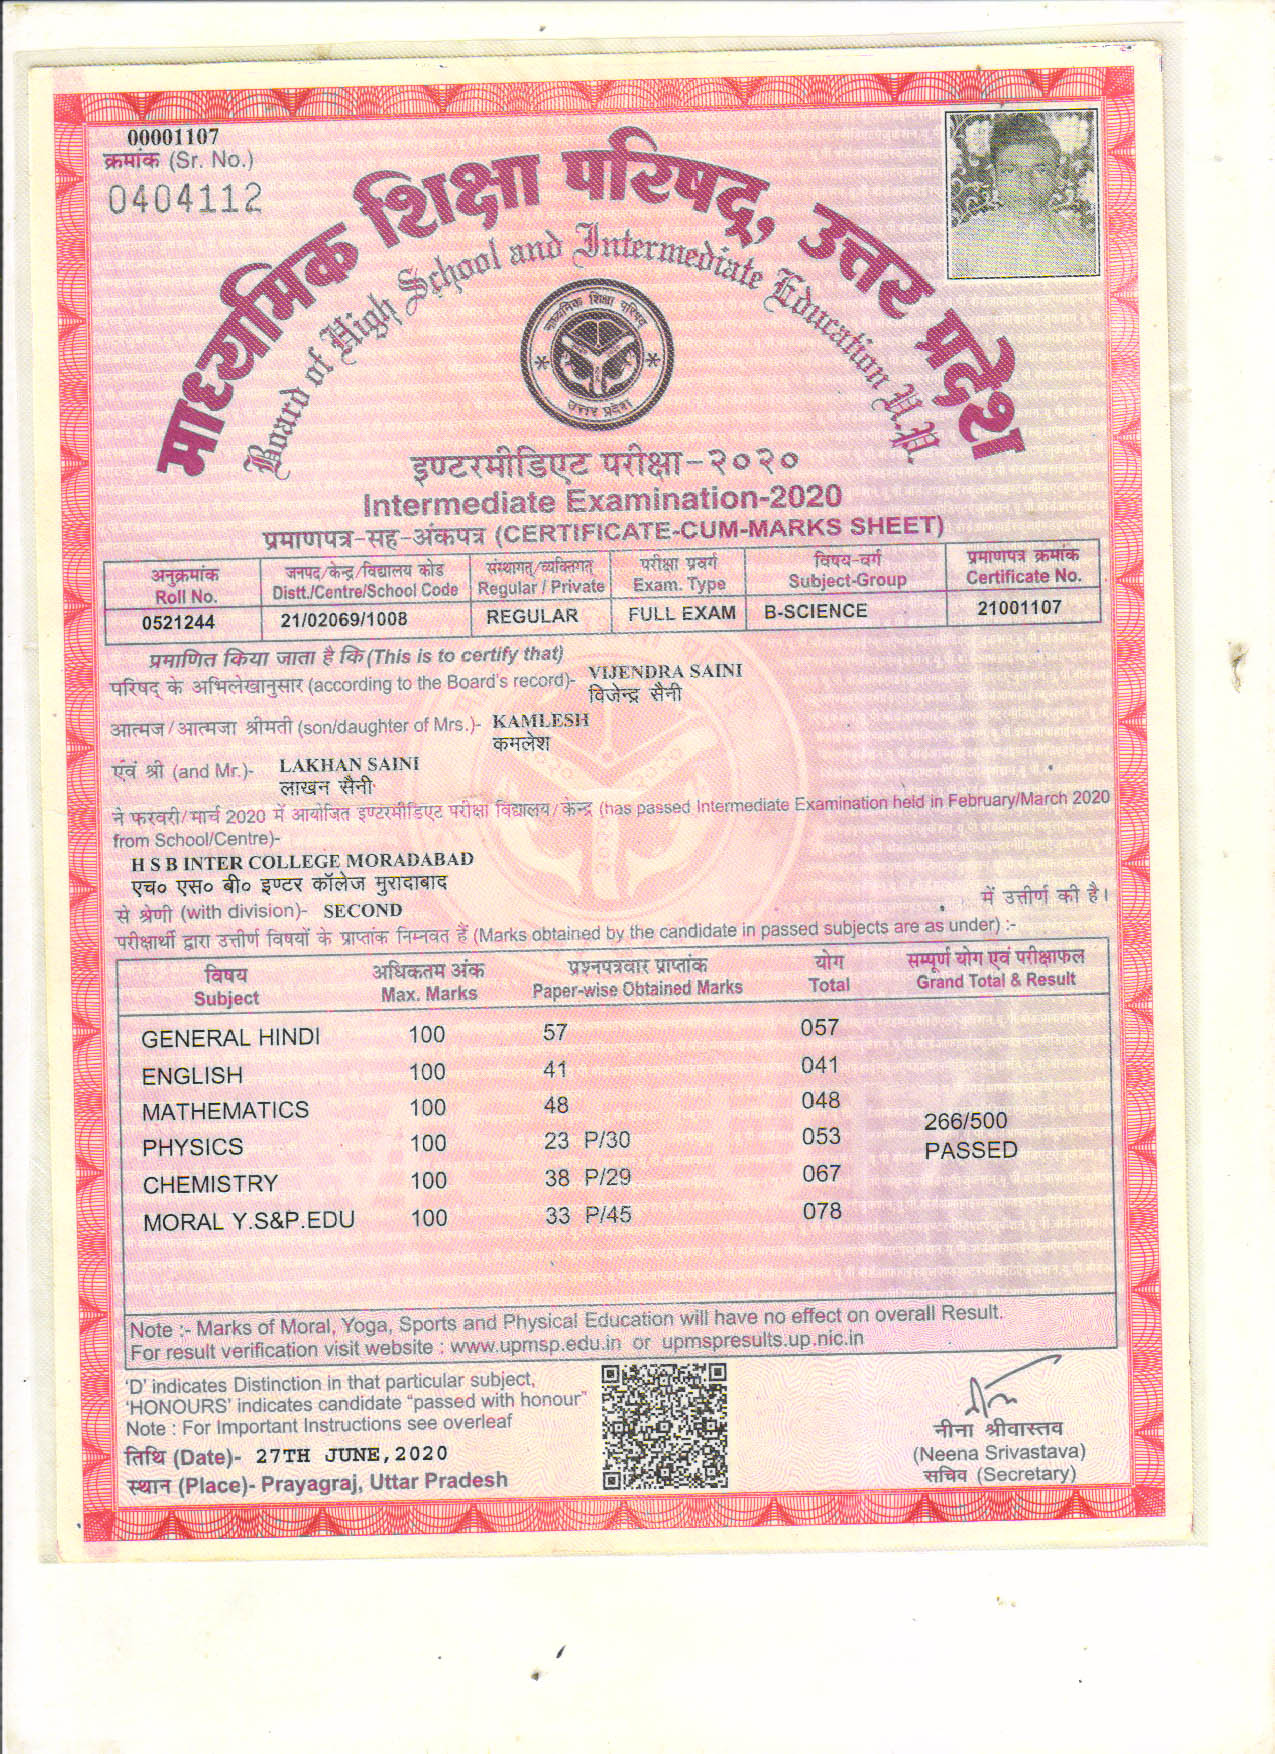 00001107
क्रमांक (Sr. No.)
0404112
माध्यमिक शिक्षा परिषद्, उत्तर प्रदेश
Board of High School and Intermediate Education U.P.
माध्यमिक शिक्षा परिषद्
उत्तर प्रदेश
इण्टरमीडिएट परीक्षा-२०२०
Intermediate Examination-2020
प्रमाणपत्र-सह-अंकपत्र (CERTIFICATE-CUM-MARKS SHEET)
अनुक्रमांक जनपद/केन्द्र/विद्यालय कोड संस्थागत/व्यक्तिगत परीक्षा प्रवर्ग विषय-वर्ग प्रमाणपत्र क्रमांक
Roll No. Distt./Centre/School Code Regular / Private Exam. Type Subject-Group Certificate No.
0521244 21/02069/1008 REGULAR FULL EXAM B-SCIENCE 21001107
प्रमाणित किया जाता है कि (This is to certify that)
परिषद् के अभिलेखानुसार (according to the Board's record)- VIJENDRA SAINI
विजेन्द्र सैनी
आत्मज/आत्मजा श्रीमती (son/daughter of Mrs.)- KAMLESH
कमलेश
एवं श्री (and Mr.)- LAKHAN SAINI
लाखन सैनी
ने फरवरी/मार्च 2020 में आयोजित इण्टरमीडिएट परीक्षा विद्यालय/केन्द्र (has passed Intermediate Examination held in February/March 2020
from School/Centre)-
H S B INTER COLLEGE MORADABAD
एच० एस० बी० इण्टर कॉलेज मुरादाबाद
से श्रेणी (with division)- SECOND में उत्तीर्ण की है।
परीक्षार्थी द्वारा उत्तीर्ण विषयों के प्राप्तांक निम्नवत हैं (Marks obtained by the candidate in passed subjects are as under) :-
विषय अधिकतम अंक प्रश्नपत्रवार प्राप्तांक योग सम्पूर्ण योग एवं परीक्षाफल
Subject Max. Marks Paper-wise Obtained Marks Total Grand Total & Result
GENERAL HINDI 100 57 057
ENGLISH 100 41 041
MATHEMATICS 100 48 048
266/500
PHYSICS 100 23 P/30 053
PASSED
CHEMISTRY 100 38 P/29 067
MORAL Y.S&P.EDU 100 33 P/45 078
Note :- Marks of Moral, Yoga, Sports and Physical Education will have no effect on overall Result.
For result verification visit website : www.upmsp.edu.in or upmspresults.up.nic.in
'D' indicates Distinction in that particular subject,
'HONOURS' indicates candidate "passed with honour"
Note : For Important Instructions see overleaf
तिथि (Date)- 27TH JUNE,2020
स्थान (Place)- Prayagraj, Uttar Pradesh
नीना श्रीवास्तव
(Neena Srivastava)
सचिव (Secretary)